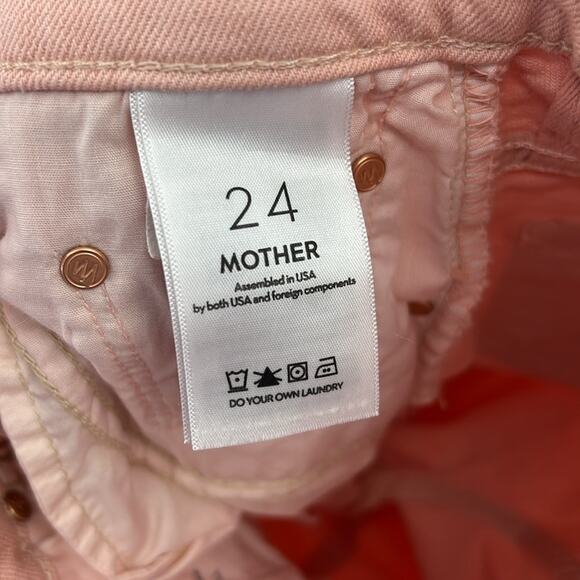 24
MOTHER
Assembled in USA
by both USA and foreign components
DO YOUR OWN LAUNDRY